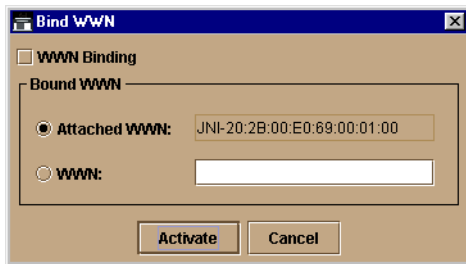 Bind WWN
WWN Binding
Bound WWN
Attached WWN: JNI-20:2B:00:E0:69:00:01:00
WWN:
Activate Cancel